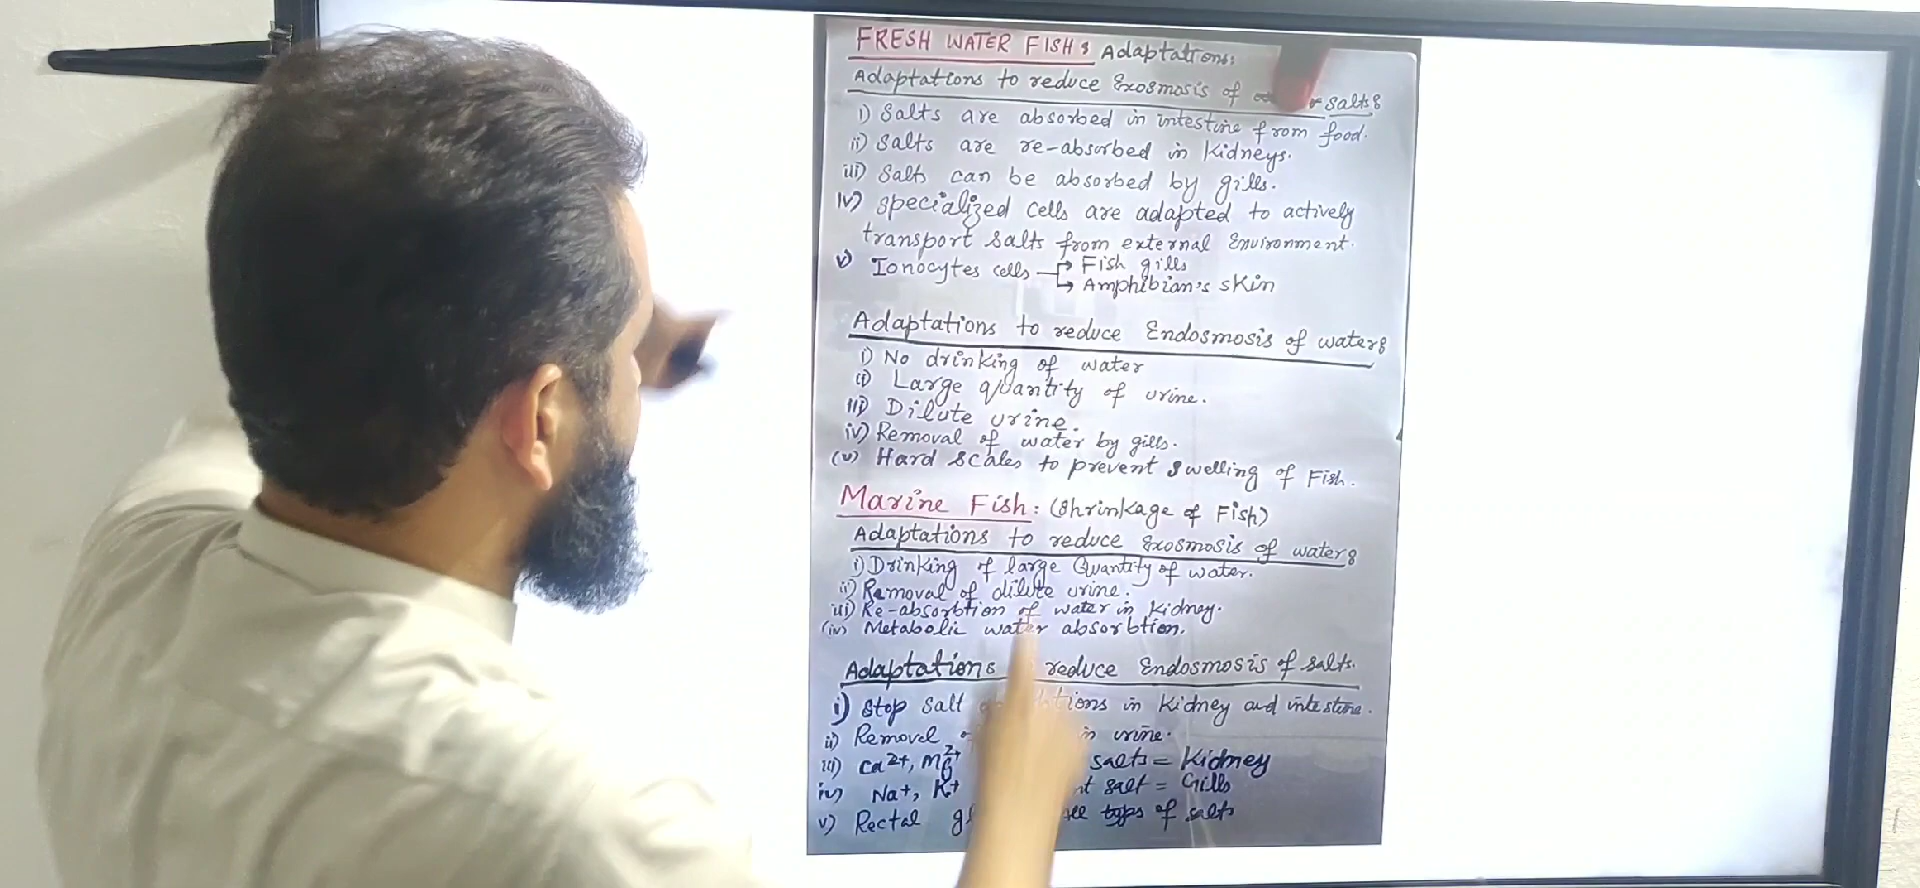 FRESH WATER FISH: Adaptations:
Adaptations to reduce Exosmosis of salts:
i) Salts are absorbed in intestine from food.
ii) Salts are re-absorbed in Kidneys.
iii) Salts can be absorbed by gills.
iv) specialized cells are adapted to actively
transport salts from external Environment.
v) Ionocytes cells → Fish gills
→ Amphibian's skin
Adaptations to reduce Endosmosis of water:
i) No drinking of water
ii) Large quantity of urine.
iii) Dilute urine.
iv) Removal of water by gills.
(v) Hard scales to prevent swelling of Fish.
Marine Fish: (Shrinkage of Fish)
Adaptations to reduce Exosmosis of water:
i) Drinking of large Quantity of water.
ii) Removal of dilute urine.
iii) Re-absorbtion of water in kidney.
(iv) Metabolic water absorbtion.
Adaptations reduce Endosmosis of salts.
i) Stop Salt in Kidney and intestine.
ii) Removal in urine.
iii) Ca2+, Mg2+ salts = Kidney
iv) Na+, K+ salt = Gills
v) Rectal types of salts